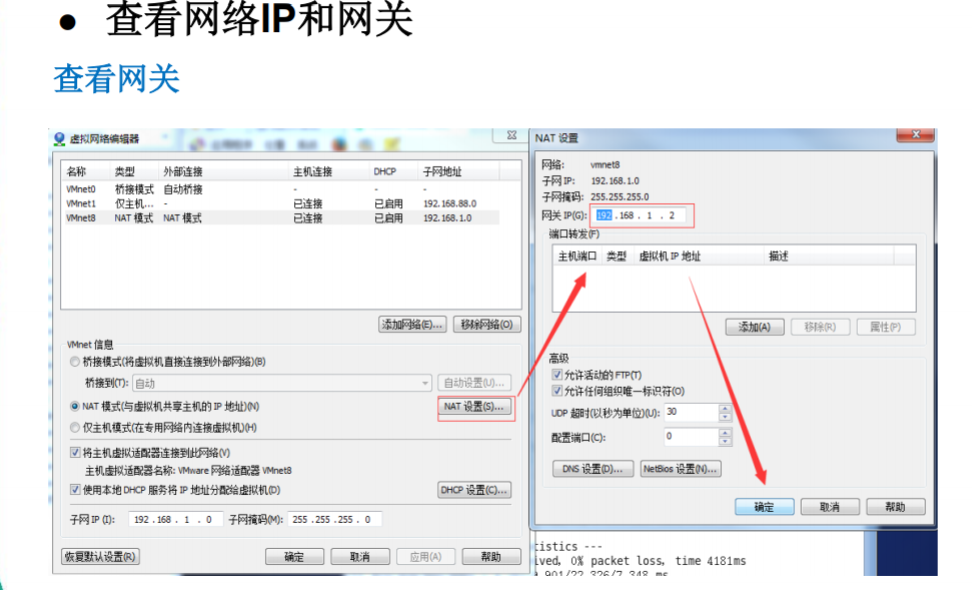 ● 查看网络IP和网关
查看网关
虚拟网络编辑器
名称 类型 外部连接 主机连接 DHCP 子网地址
VMnet0 桥接模式 自动桥接 - - -
VMnet1 仅主机... - 已连接 已启用 192.168.88.0
VMnet8 NAT 模式 NAT 模式 已连接 已启用 192.168.1.0
添加网络(E)... 移除网络(O)
VMnet 信息
桥接模式(将虚拟机直接连接到外部网络)(B)
桥接到(T): 自动 自动设置(U)...
NAT 模式(与虚拟机共享主机的 IP 地址)(N) NAT 设置(S)...
仅主机模式(在专用网络内连接虚拟机)(H)
将主机虚拟适配器连接到此网络(V)
主机虚拟适配器名称: VMware 网络适配器 VMnet8
使用本地 DHCP 服务将 IP 地址分配给虚拟机(D) DHCP 设置(C)...
子网 IP (I): 192 .168 . 1 . 0 子网掩码(M): 255 .255 .255 . 0
恢复默认设置(R) 确定 取消 应用(A) 帮助
NAT 设置
网络: vmnet8
子网 IP: 192.168.1.0
子网掩码: 255.255.255.0
网关 IP(G): 192 .168 . 1 . 2
端口转发(F)
主机端口 类型 虚拟机 IP 地址 描述
添加(A) 移除(R) 属性(P)
高级
允许活动的 FTP(T)
允许任何组织唯一标识符(O)
UDP 超时(以秒为单位)(U): 30
配置端口(C): 0
DNS 设置(D)... NetBios 设置(N)...
确定 取消 帮助
tistics ---
ived, 0% packet loss, time 4181ms